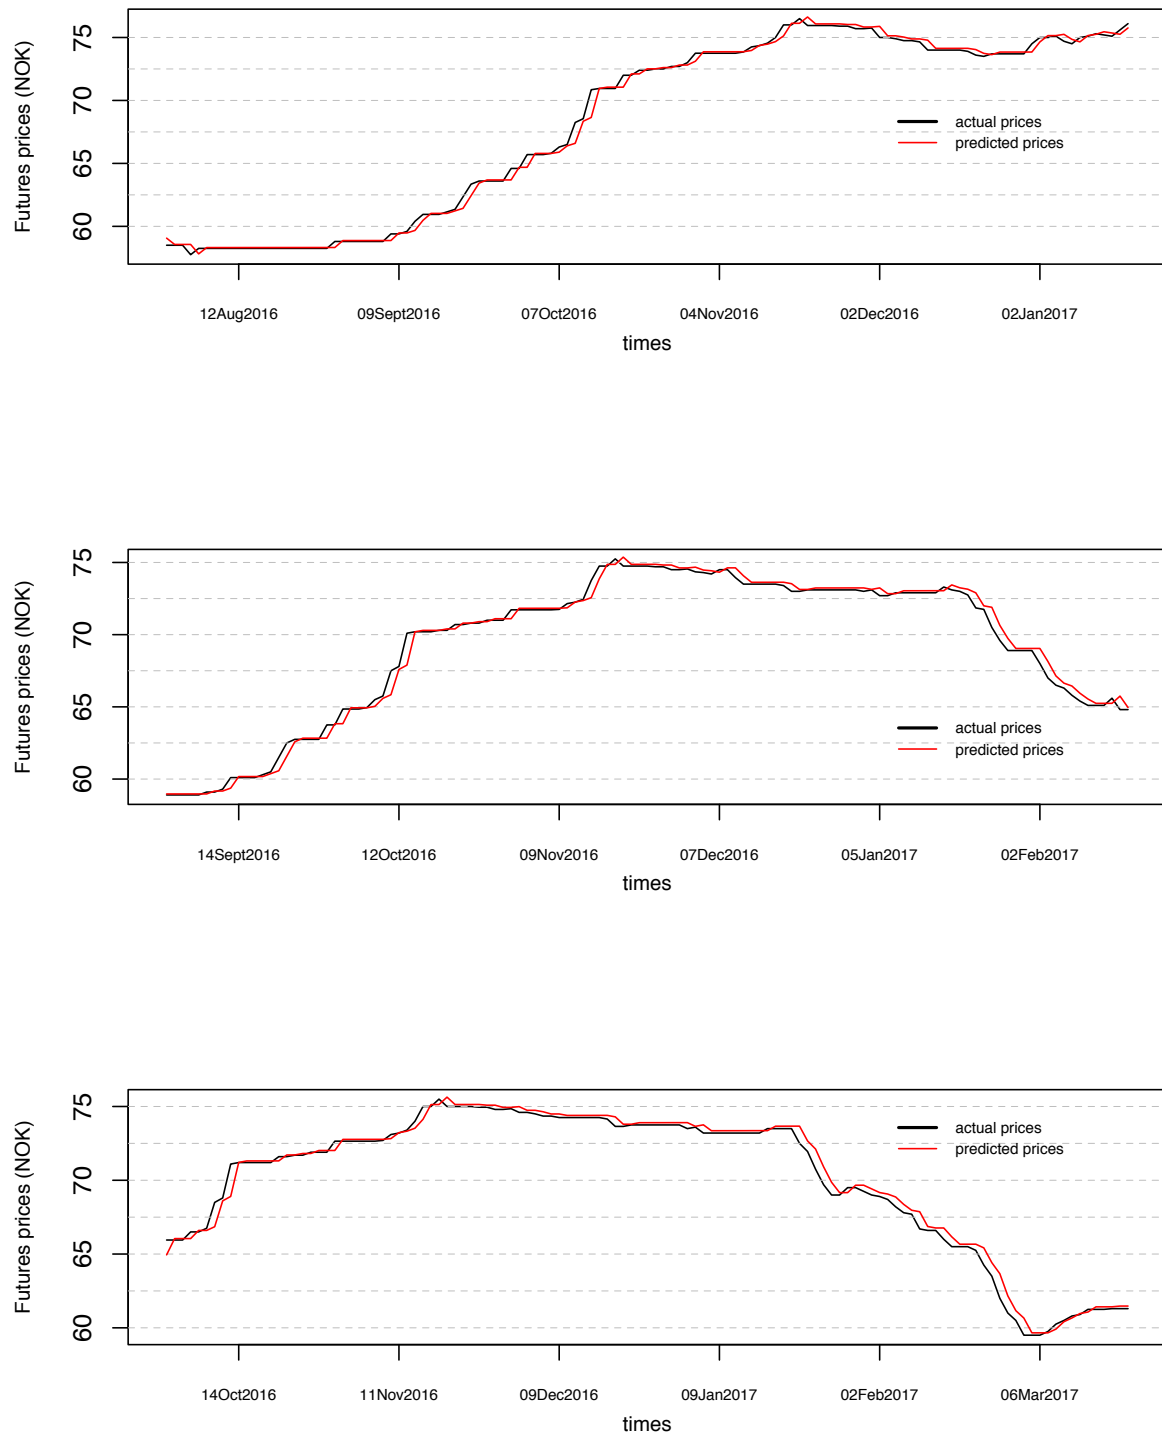 Futures prices (NOK)
75
70
65
60
actual prices
predicted prices
12Aug2016 09Sept2016 07Oct2016 04Nov2016 02Dec2016 02Jan2017
times
Futures prices (NOK)
75
70
65
60
actual prices
predicted prices
14Sept2016 12Oct2016 09Nov2016 07Dec2016 05Jan2017 02Feb2017
times
Futures prices (NOK)
75
70
65
60
actual prices
predicted prices
14Oct2016 11Nov2016 09Dec2016 09Jan2017 02Feb2017 06Mar2017
times